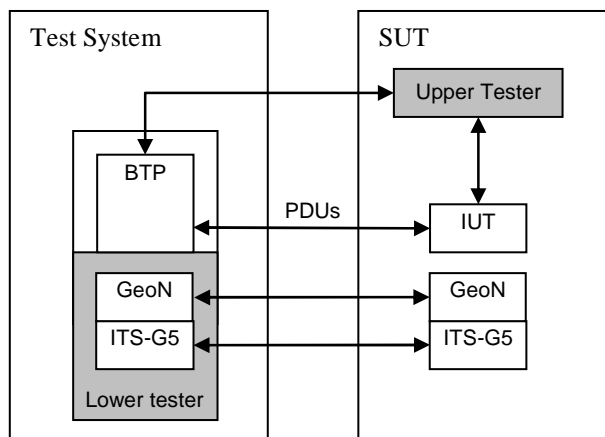 Test System
SUT
Upper Tester
BTP
PDUs
IUT
GeoN
GeoN
ITS-G5
ITS-G5
Lower tester